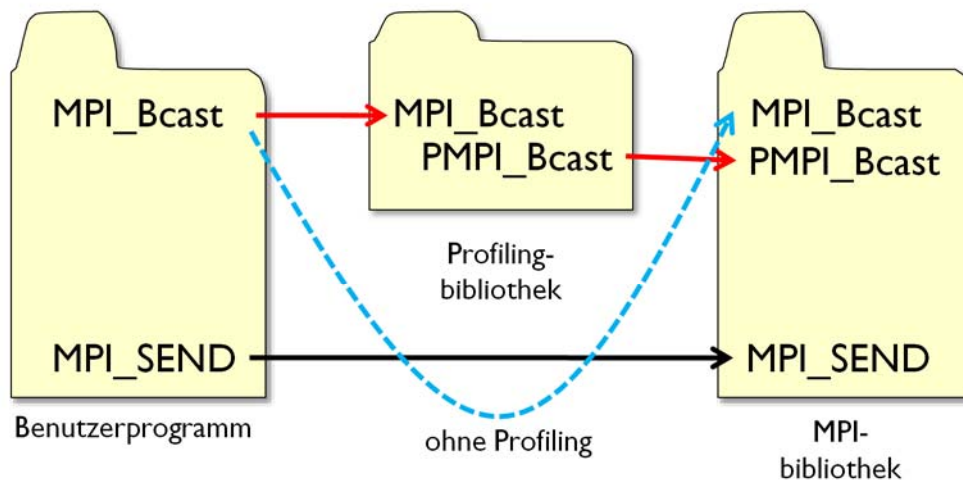 MPI_Bcast
MPI_SEND
Benutzerprogramm
MPI_Bcast
PMPI_Bcast
Profiling-
bibliothek
ohne Profiling
MPI_Bcast
PMPI_Bcast
MPI_SEND
MPI-
bibliothek